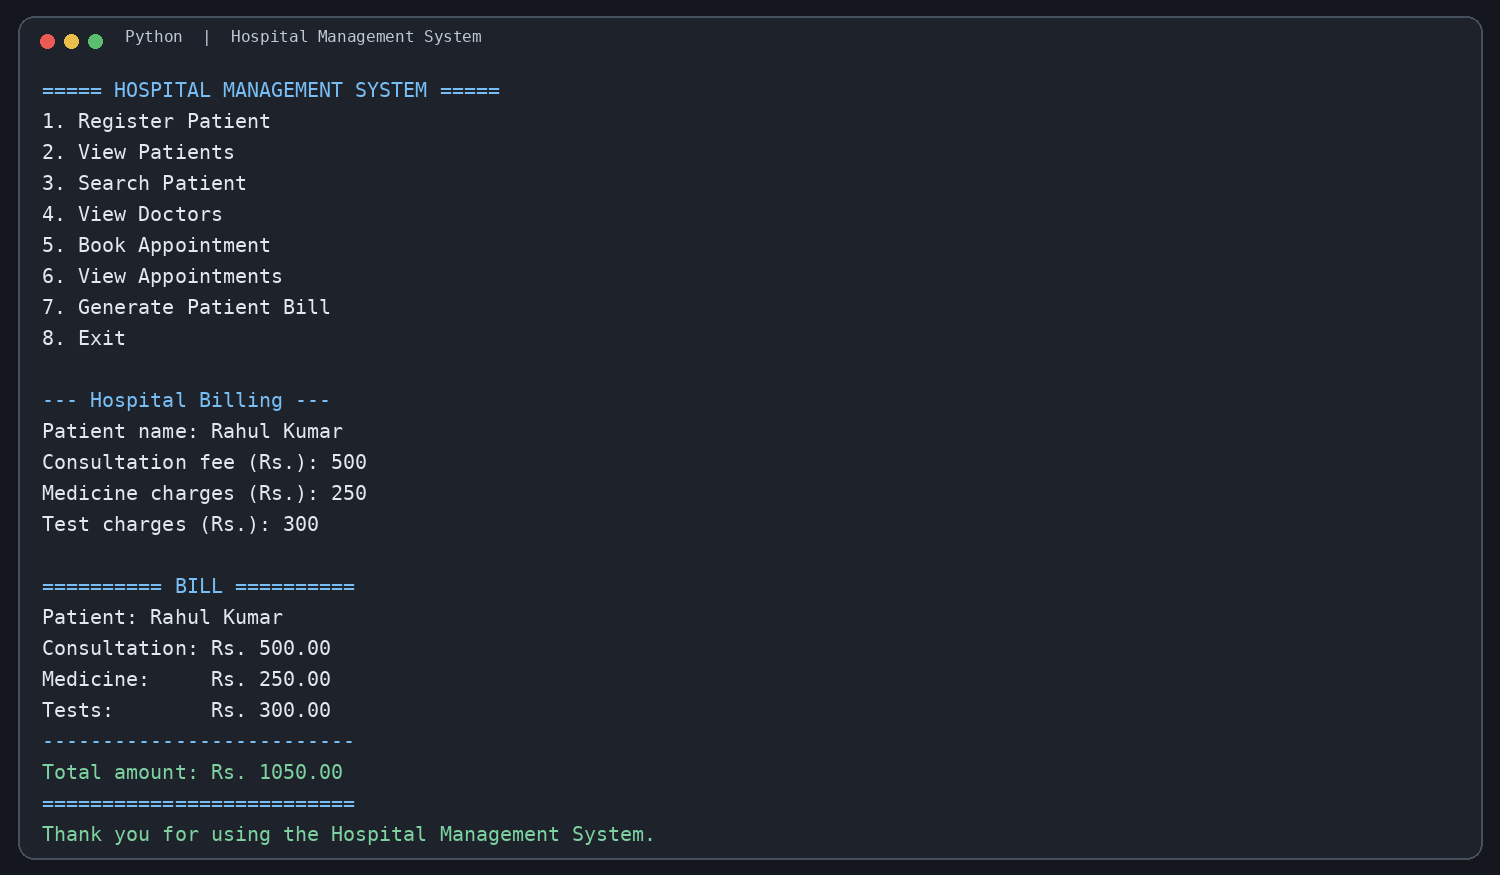 Python  |  Hospital Management System
===== HOSPITAL MANAGEMENT SYSTEM =====
1. Register Patient
2. View Patients
3. Search Patient
4. View Doctors
5. Book Appointment
6. View Appointments
7. Generate Patient Bill
8. Exit

--- Hospital Billing ---
Patient name: Rahul Kumar
Consultation fee (Rs.): 500
Medicine charges (Rs.): 250
Test charges (Rs.): 300

========== BILL ==========
Patient: Rahul Kumar
Consultation: Rs. 500.00
Medicine:     Rs. 250.00
Tests:        Rs. 300.00
--------------------------
Total amount: Rs. 1050.00
==========================
Thank you for using the Hospital Management System.